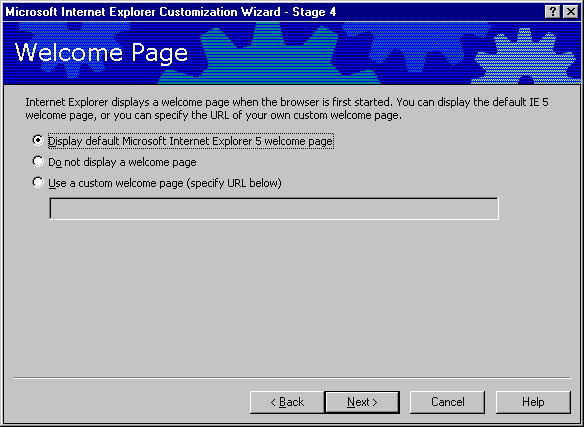 Microsoft Internet Explorer Customization Wizard - Stage 4
Welcome Page
Internet Explorer displays a welcome page when the browser is first started. You can display the default IE 5
welcome page, or you can specify the URL of your own custom welcome page.
Display default Microsoft Internet Explorer 5 welcome page
Do not display a welcome page
Use a custom welcome page (specify URL below)
< Back Next > Cancel Help